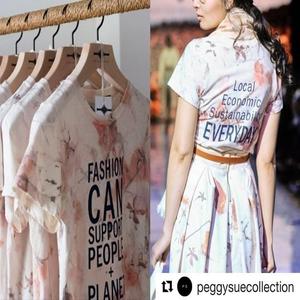 FASHION
CAN
SUPPORT
PEOPLE
+
PLANET
Local
Economic
Sustainability
EVERYDAY
peggysuecollection